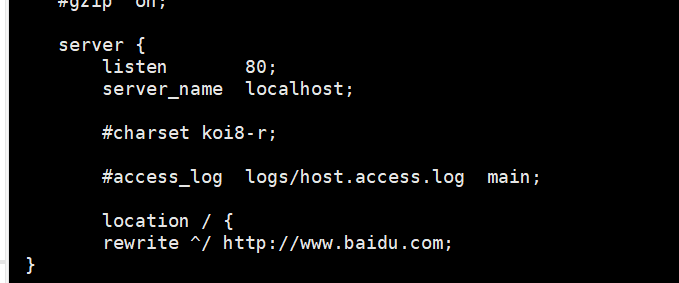 #gzip on;
server {
listen 80;
server_name localhost;
#charset koi8-r;
#access_log logs/host.access.log main;
location / {
rewrite ^/ http://www.baidu.com;
}